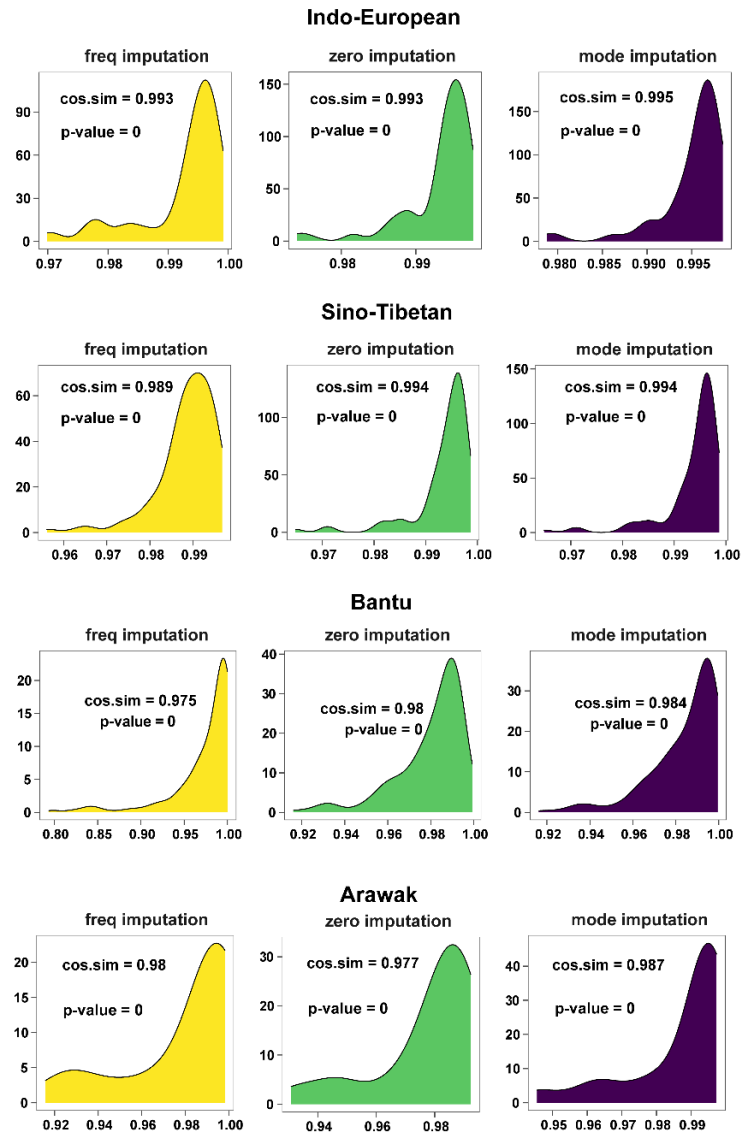 Indo-European
freq imputation
zero imputation
mode imputation
cos.sim = 0.993
p-value = 0
90
60
30
0
0.97 0.98 0.99 1.00
cos.sim = 0.993
p-value = 0
150
100
50
0
0.98 0.99
cos.sim = 0.995
p-value = 0
150
100
50
0
0.980 0.985 0.990 0.995
Sino-Tibetan
freq imputation
zero imputation
mode imputation
cos.sim = 0.989
p-value = 0
60
40
20
0
0.96 0.97 0.98 0.99
cos.sim = 0.994
p-value = 0
100
50
0
0.97 0.98 0.99 1.00
cos.sim = 0.994
p-value = 0
150
100
50
0
0.97 0.98 0.99 1.00
Bantu
freq imputation
zero imputation
mode imputation
cos.sim = 0.975
p-value = 0
20
15
10
5
0
0.80 0.85 0.90 0.95 1.00
cos.sim = 0.98
p-value = 0
40
30
20
10
0
0.92 0.94 0.96 0.98 1.00
cos.sim = 0.984
p-value = 0
30
20
10
0
0.92 0.94 0.96 0.98 1.00
Arawak
freq imputation
zero imputation
mode imputation
cos.sim = 0.98
p-value = 0
20
15
10
5
0
0.92 0.94 0.96 0.98 1.00
cos.sim = 0.977
p-value = 0
30
20
10
0
0.94 0.96 0.98
cos.sim = 0.987
p-value = 0
40
30
20
10
0
0.95 0.96 0.97 0.98 0.99